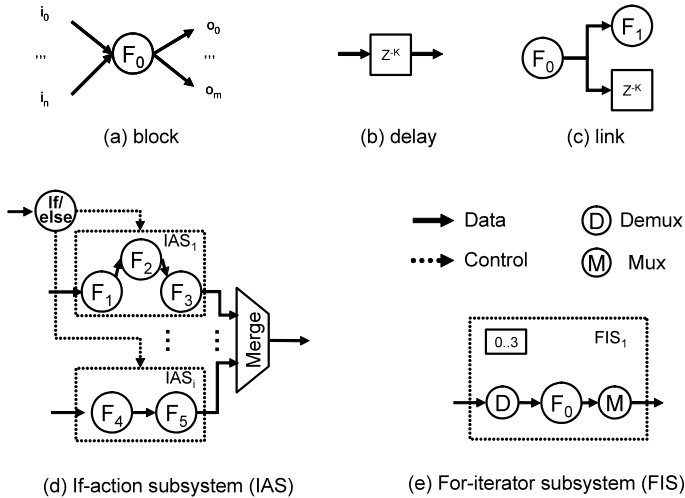 i0
o0
,,,
F0
,,,
in
om
(a) block
Z-K
(b) delay
F0
F1
Z-K
(c) link
If/
else
IAS1
F1
F2
F3
Merge
IASi
F4
F5
(d) If-action subsystem (IAS)
Data
D
Demux
Control
M
Mux
0..3
FIS1
D
F0
M
(e) For-iterator subsystem (FIS)